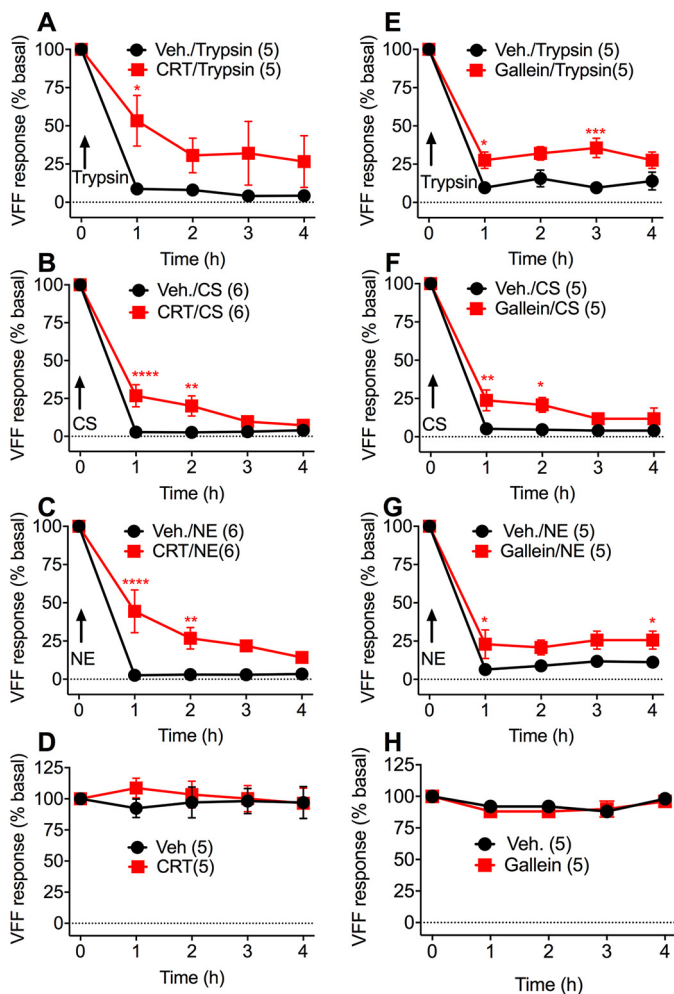 A
VFF response (% basal)
100
75
50
25
0
Veh./Trypsin (5)
CRT/Trypsin (5)
*
Trypsin
0 1 2 3 4
Time (h)
E
VFF response (% basal)
100
75
50
25
0
Veh./Trypsin (5)
Gallein/Trypsin(5)
* ***
Trypsin
0 1 2 3 4
Time (h)
B
VFF response (% basal)
100
75
50
25
0
Veh./CS (6)
CRT/CS (6)
**** **
CS
0 1 2 3 4
Time (h)
F
VFF response (% basal)
100
75
50
25
0
Veh./CS (5)
Gallein/CS (5)
** *
CS
0 1 2 3 4
Time (h)
C
VFF response (% basal)
100
75
50
25
0
Veh./NE (6)
CRT/NE(6)
**** **
NE
0 1 2 3 4
Time (h)
G
VFF response (% basal)
100
75
50
25
0
Veh./NE (5)
Gallein/NE (5)
* *
NE
0 1 2 3 4
Time (h)
D
VFF response (% basal)
125
100
75
50
25
0
Veh (5)
CRT(5)
0 1 2 3 4
Time (h)
H
VFF response (% basal)
125
100
75
50
25
0
Veh. (5)
Gallein (5)
0 1 2 3 4
Time (h)